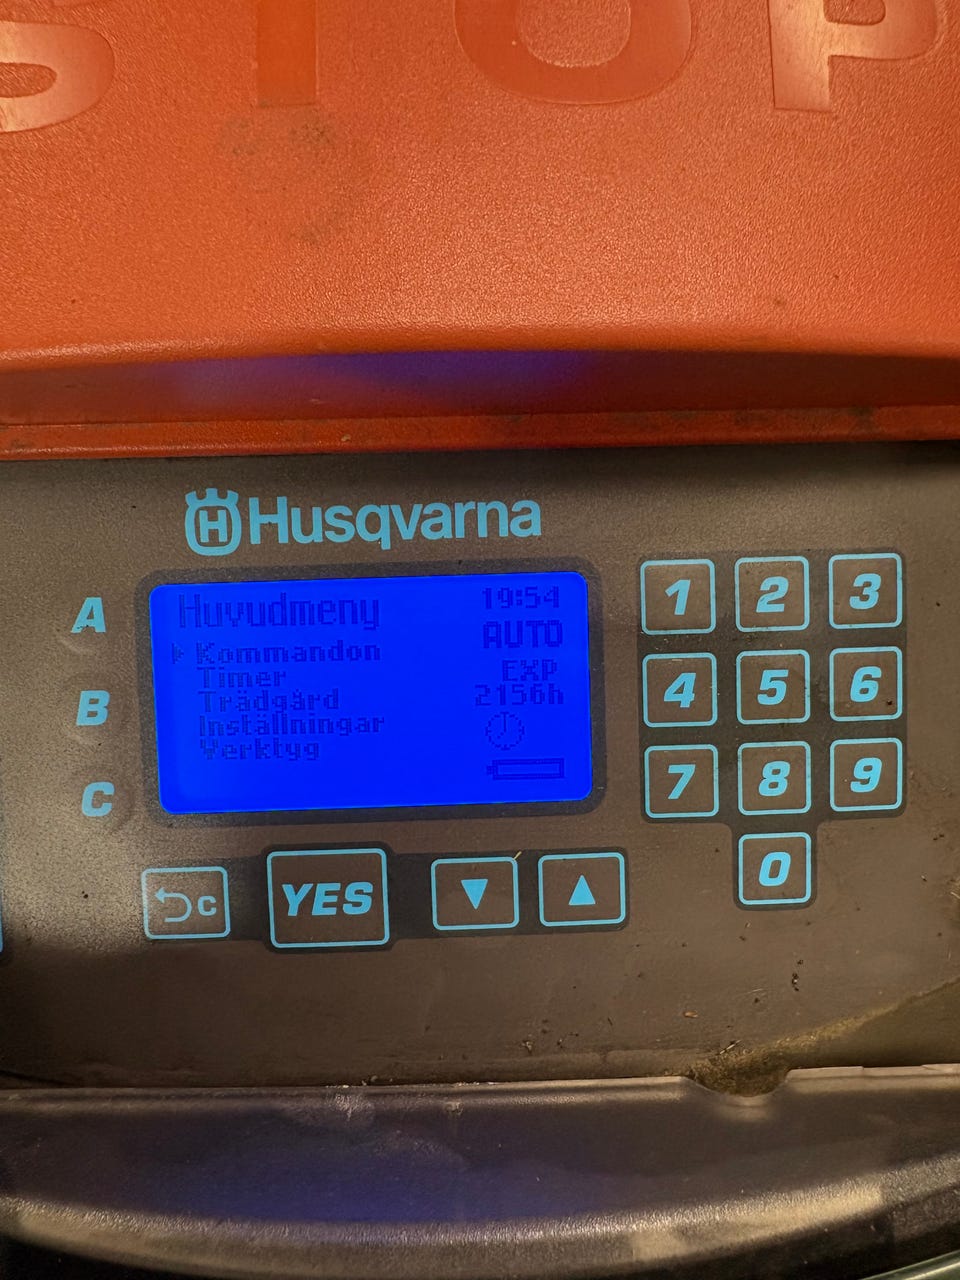 STOP
Husqvarna
A
B
C
Huvudmeny
19:54
AUTO
Kommandon
EXP
Timer
2156h
Trädgård
Inställningar
Verktyg
1 2 3
4 5 6
7 8 9
0
C
YES